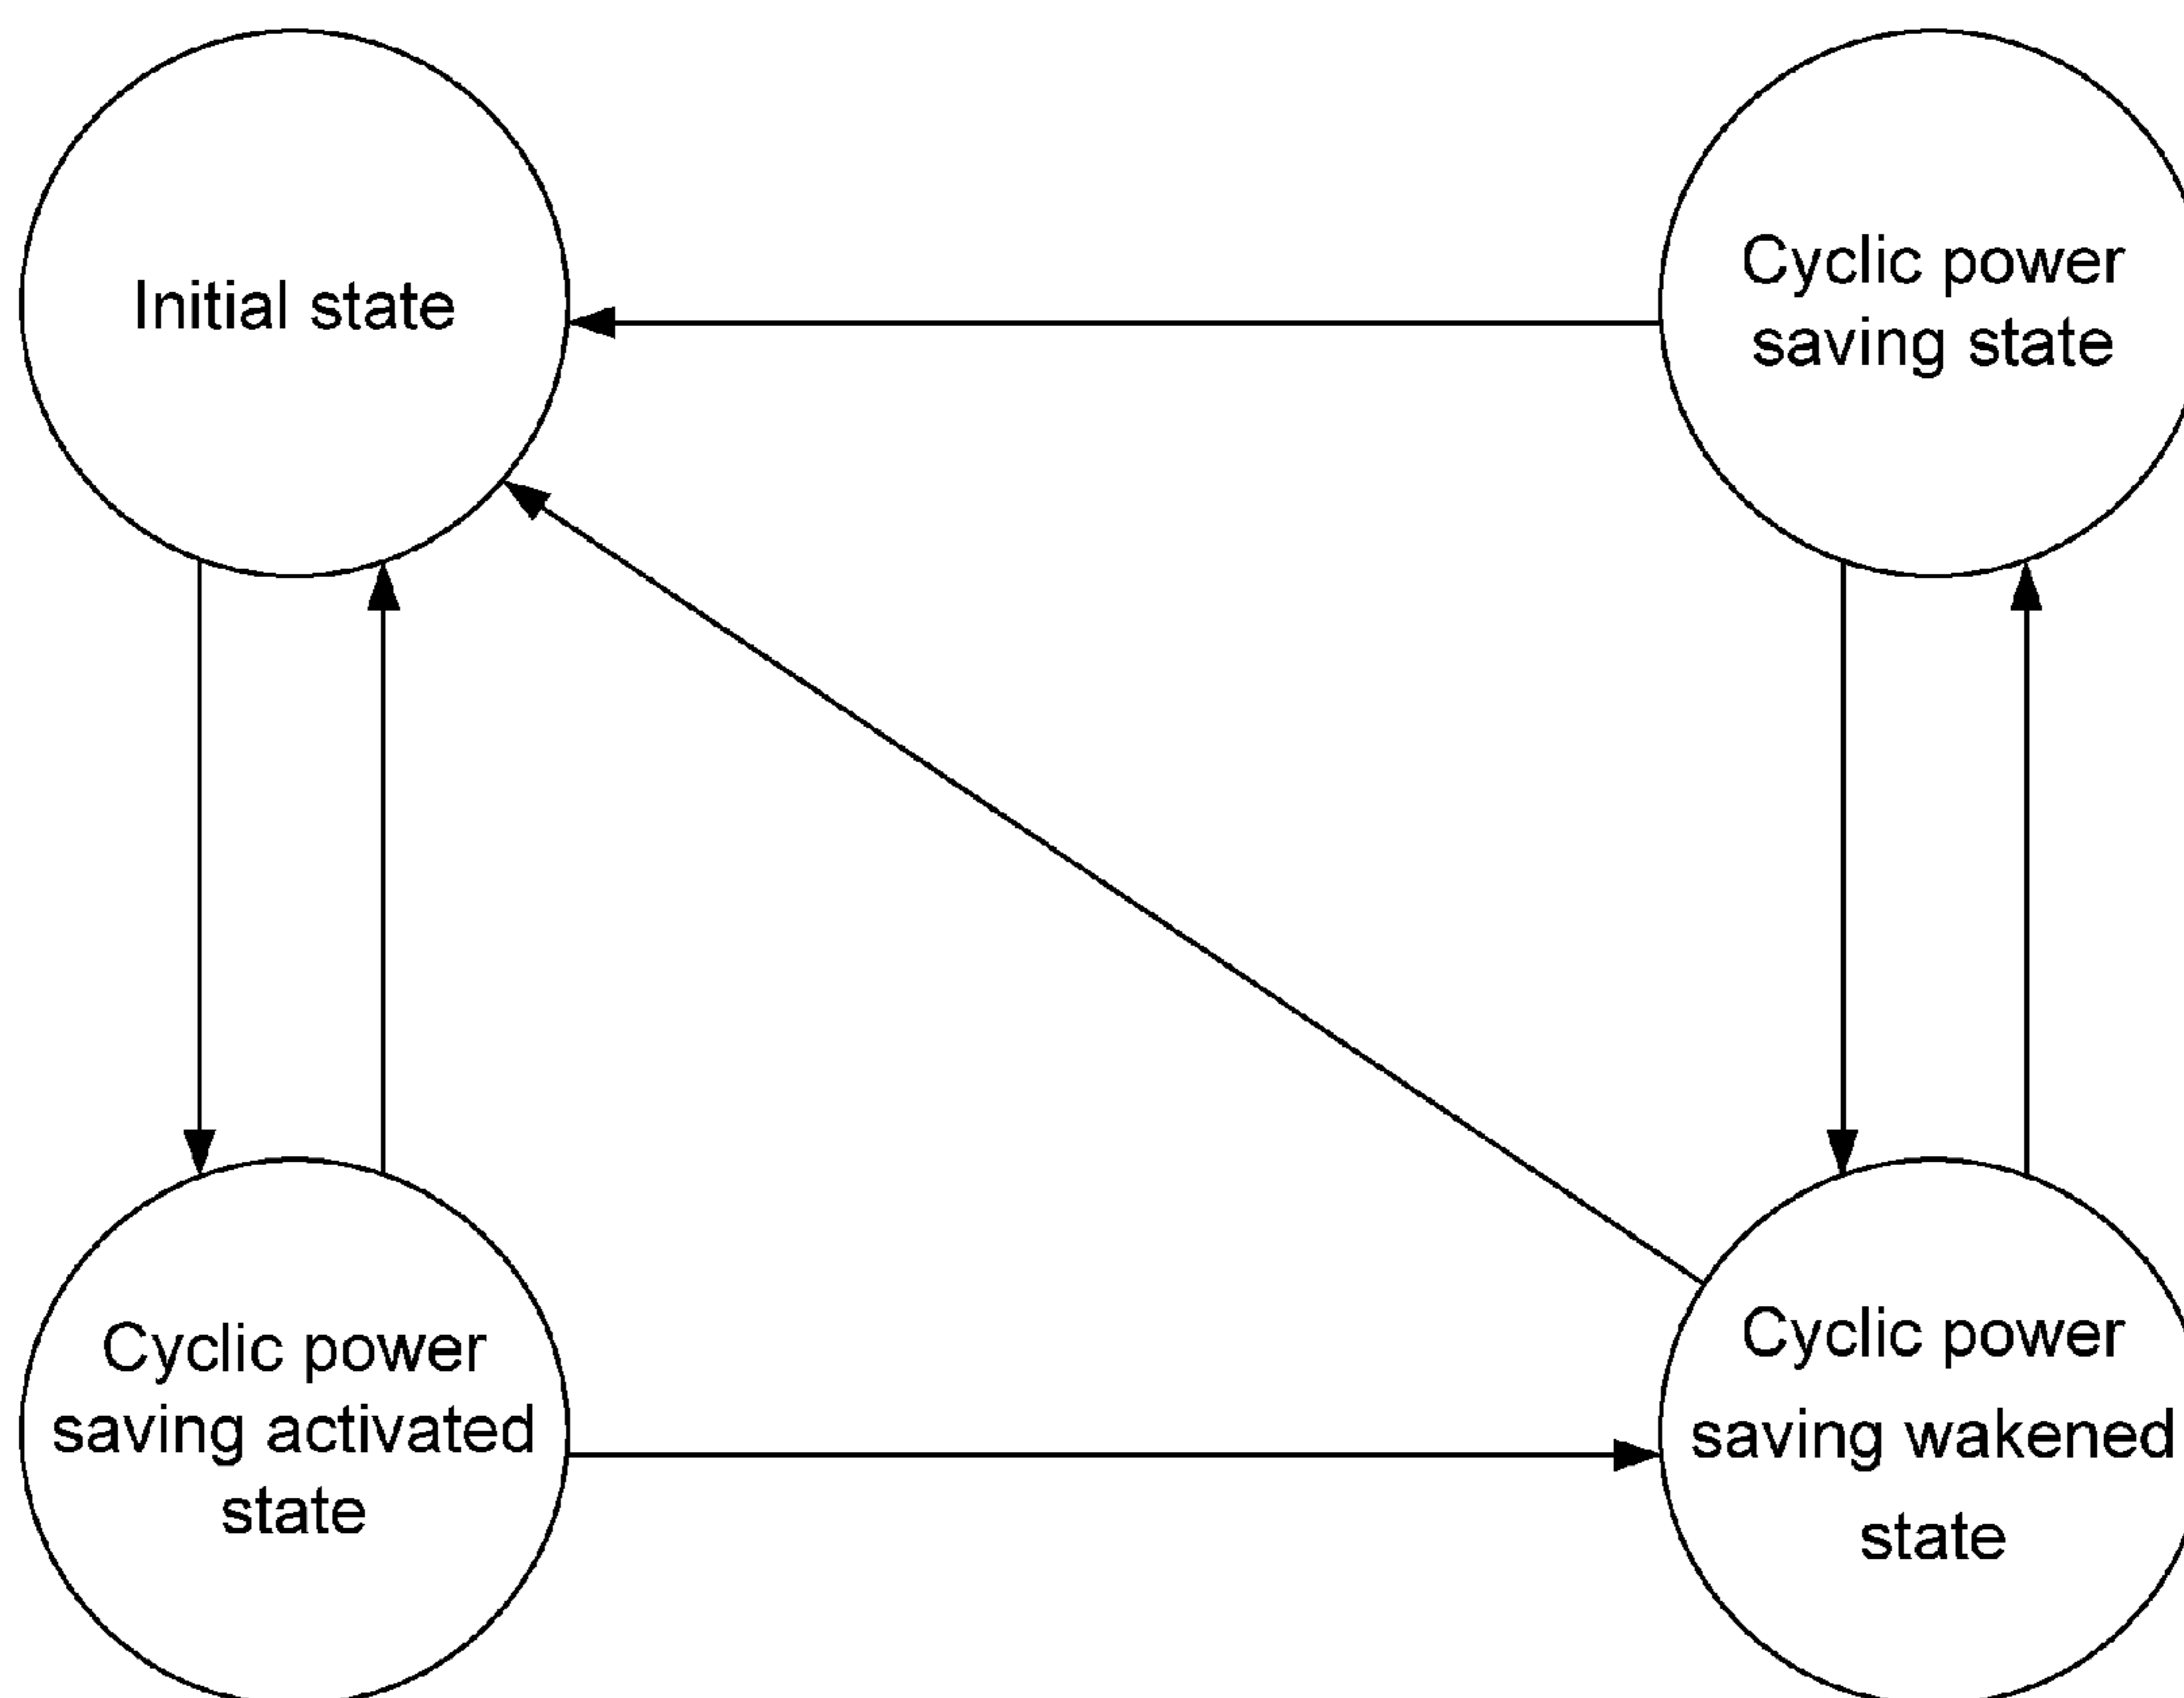 Initial state
Cyclic power
saving state
Cyclic power
saving activated
state
Cyclic power
saving wakened
state